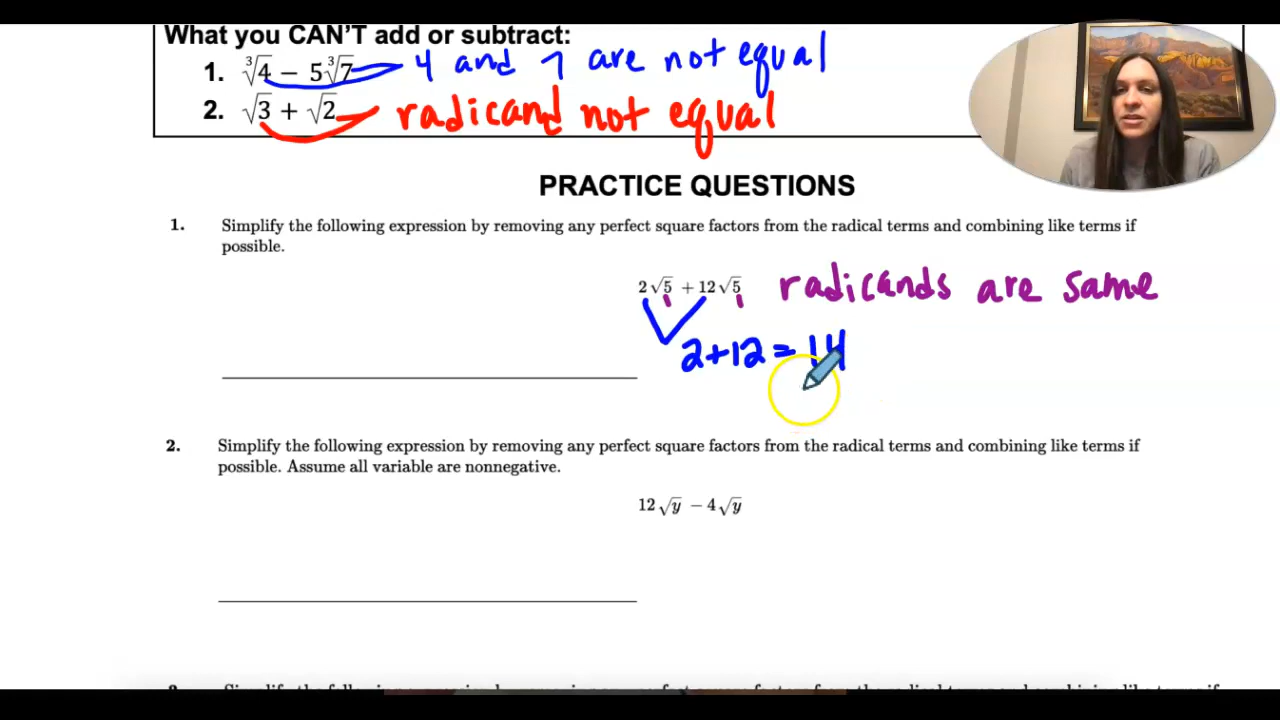 What you CAN'T add or subtract:
1. ∛4 − 5∛7 4 and 7 are not equal
2. √3 + √2 radicand not equal
PRACTICE QUESTIONS
1. Simplify the following expression by removing any perfect square factors from the radical terms and combining like terms if
possible.
2√5 + 12√5 radicands are same
2+12=14
2. Simplify the following expression by removing any perfect square factors from the radical terms and combining like terms if
possible. Assume all variable are nonnegative.
12√y − 4√y